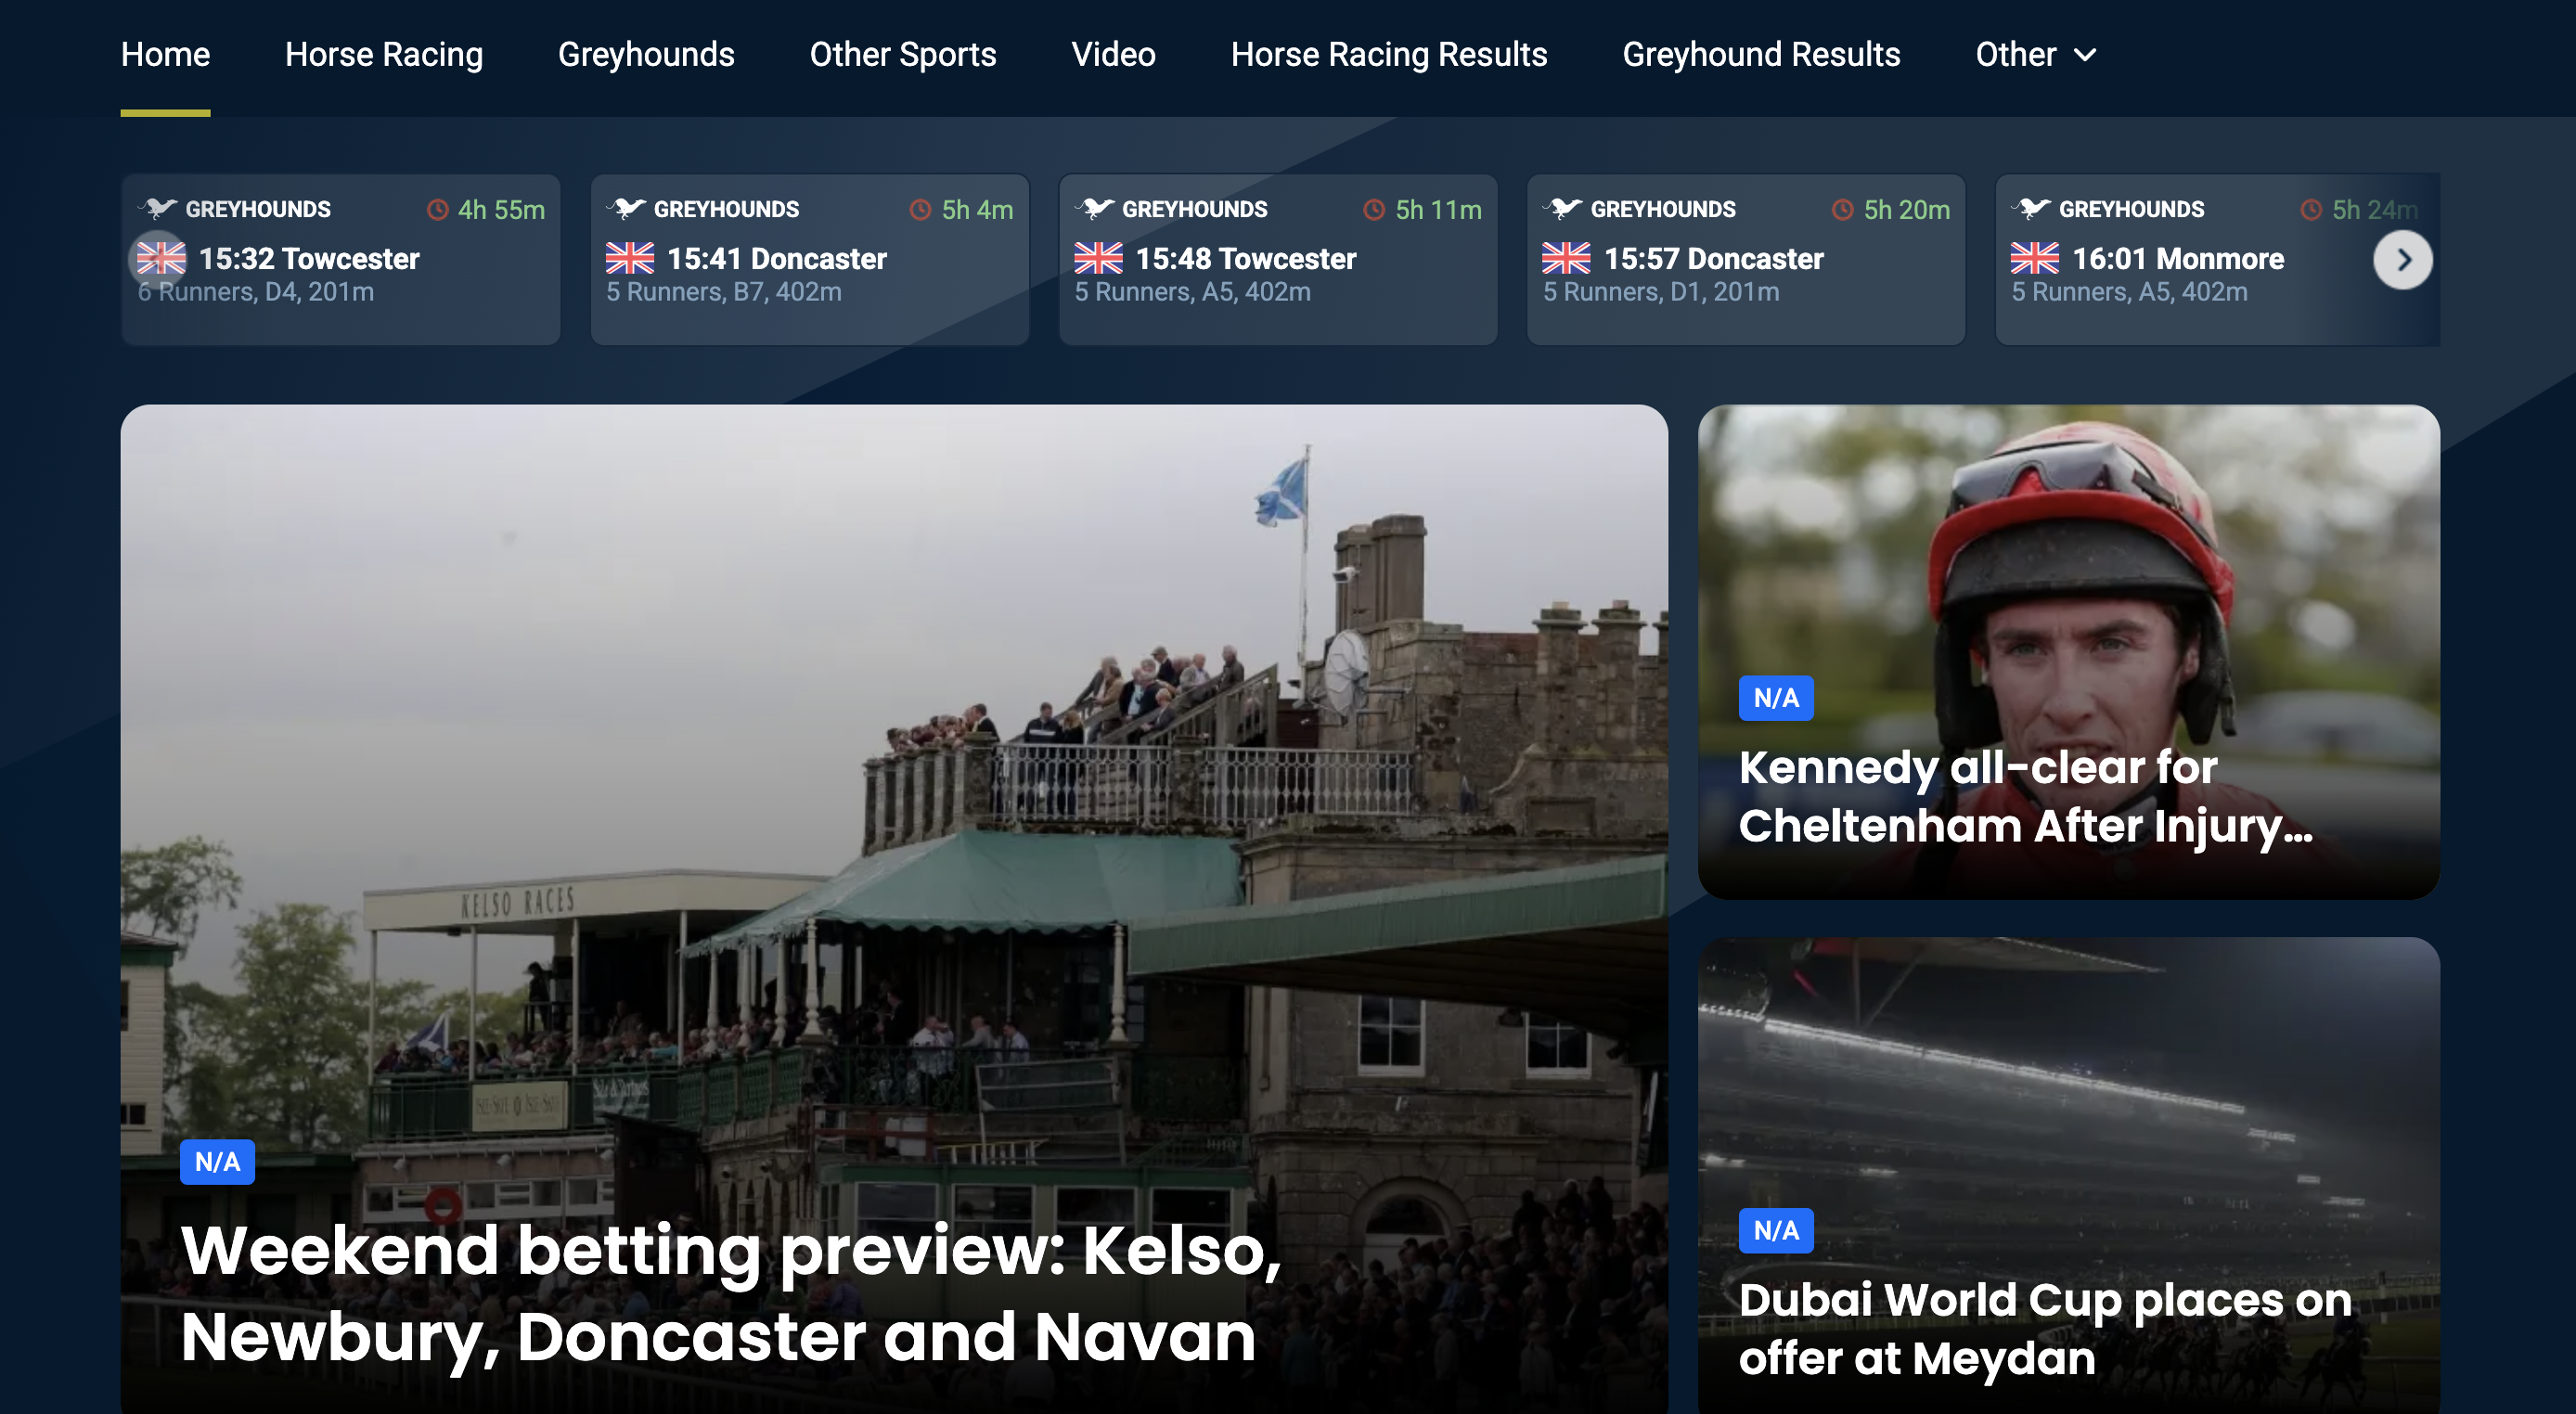 Home Horse Racing Greyhounds Other Sports Video Horse Racing Results Greyhound Results Other
GREYHOUNDS 4h 55m
15:32 Towcester
6 Runners, D4, 201m
GREYHOUNDS 5h 4m
15:41 Doncaster
5 Runners, B7, 402m
GREYHOUNDS 5h 11m
15:48 Towcester
5 Runners, A5, 402m
GREYHOUNDS 5h 20m
15:57 Doncaster
5 Runners, D1, 201m
GREYHOUNDS 5h 24m
16:01 Monmore
5 Runners, A5, 402m
KELSO RACES
N/A
Weekend betting preview: Kelso,
Newbury, Doncaster and Navan
N/A
Kennedy all-clear for
Cheltenham After Injury...
N/A
Dubai World Cup places on
offer at Meydan